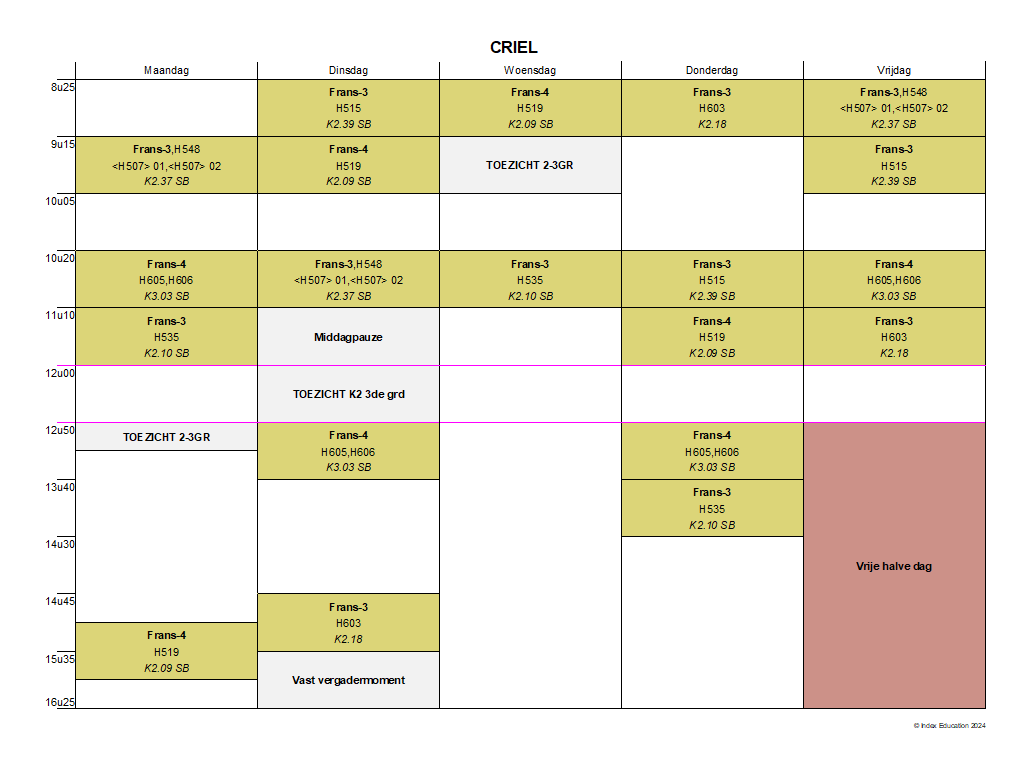 CRIEL
Maandag Dinsdag Woensdag Donderdag Vrijdag
8u25
Frans-3
H515
K2.39 SB
Frans-4
H519
K2.09 SB
Frans-3
H603
K2.18
Frans-3,H548
<H507> 01,<H507> 02
K2.37 SB
9u15
Frans-3,H548
<H507> 01,<H507> 02
K2.37 SB
Frans-4
H519
K2.09 SB
TOEZICHT 2-3GR
Frans-3
H515
K2.39 SB
10u05
10u20
Frans-4
H605,H606
K3.03 SB
Frans-3,H548
<H507> 01,<H507> 02
K2.37 SB
Frans-3
H535
K2.10 SB
Frans-3
H515
K2.39 SB
Frans-4
H605,H606
K3.03 SB
11u10
Frans-3
H535
K2.10 SB
Middagpauze
Frans-4
H519
K2.09 SB
Frans-3
H603
K2.18
12u00
TOEZICHT K2 3de grd
12u50
TOEZICHT 2-3GR
Frans-4
H605,H606
K3.03 SB
Frans-4
H605,H606
K3.03 SB
13u40
Frans-3
H535
K2.10 SB
14u30
Vrije halve dag
14u45
Frans-3
H603
K2.18
Frans-4
H519
K2.09 SB
15u35
Vast vergadermoment
16u25
© Index Education 2024